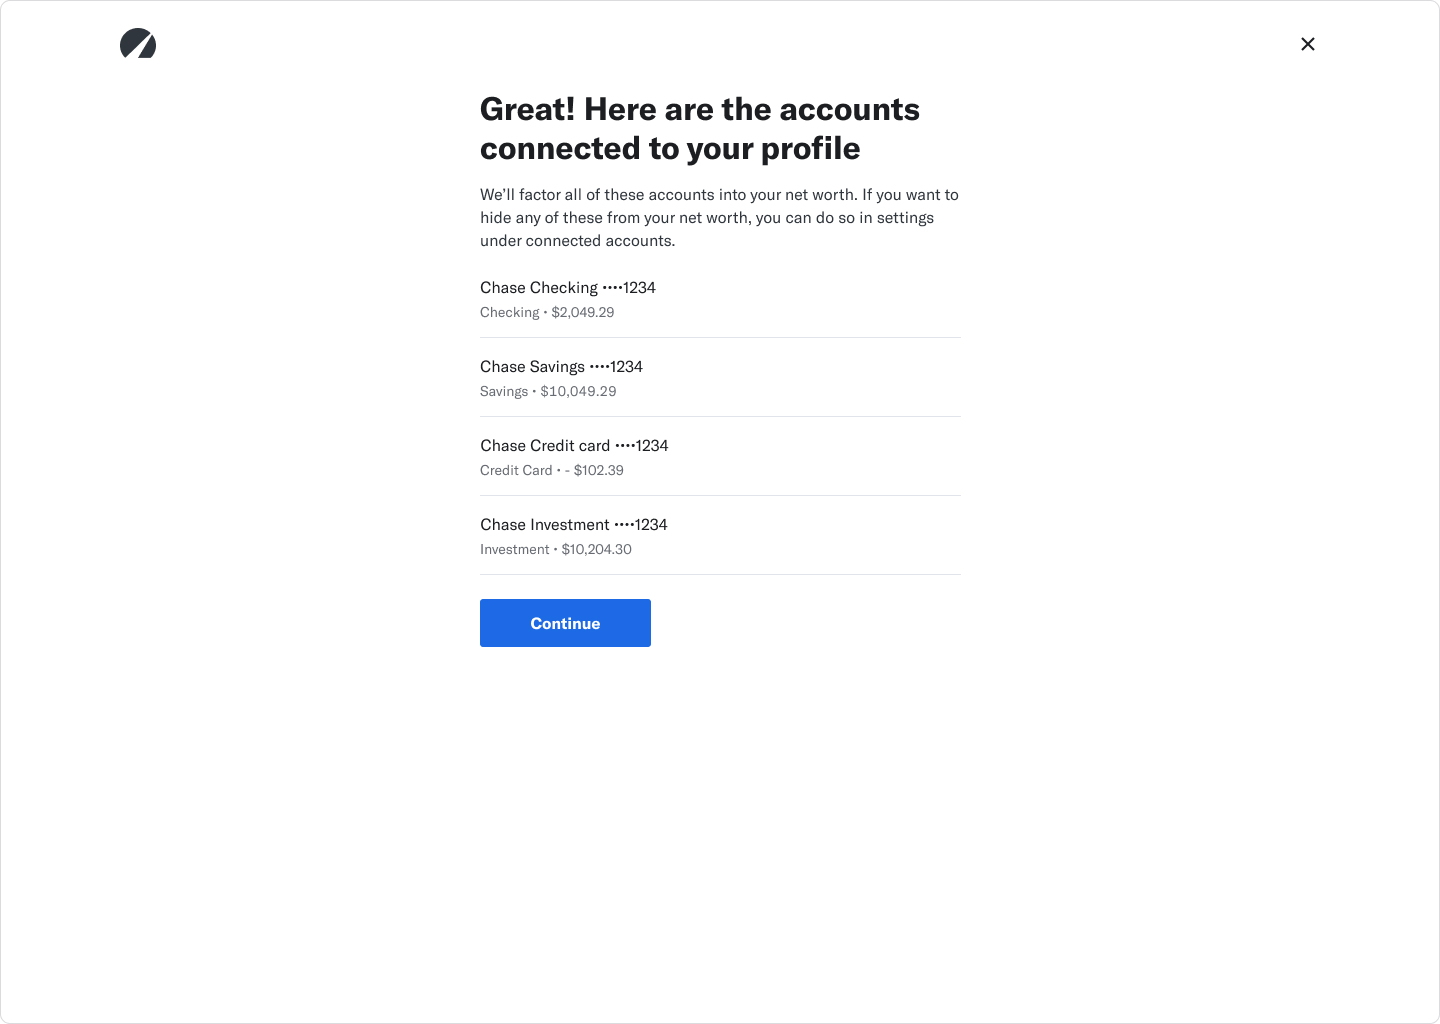 Great! Here are the accounts
connected to your profile
We’ll factor all of these accounts into your net worth. If you want to
hide any of these from your net worth, you can do so in settings
under connected accounts.
Chase Checking ••••1234
Checking • $2,049.29
Chase Savings ••••1234
Savings • $10,049.29
Chase Credit card ••••1234
Credit Card • - $102.39
Chase Investment ••••1234
Investment • $10,204.30
Continue